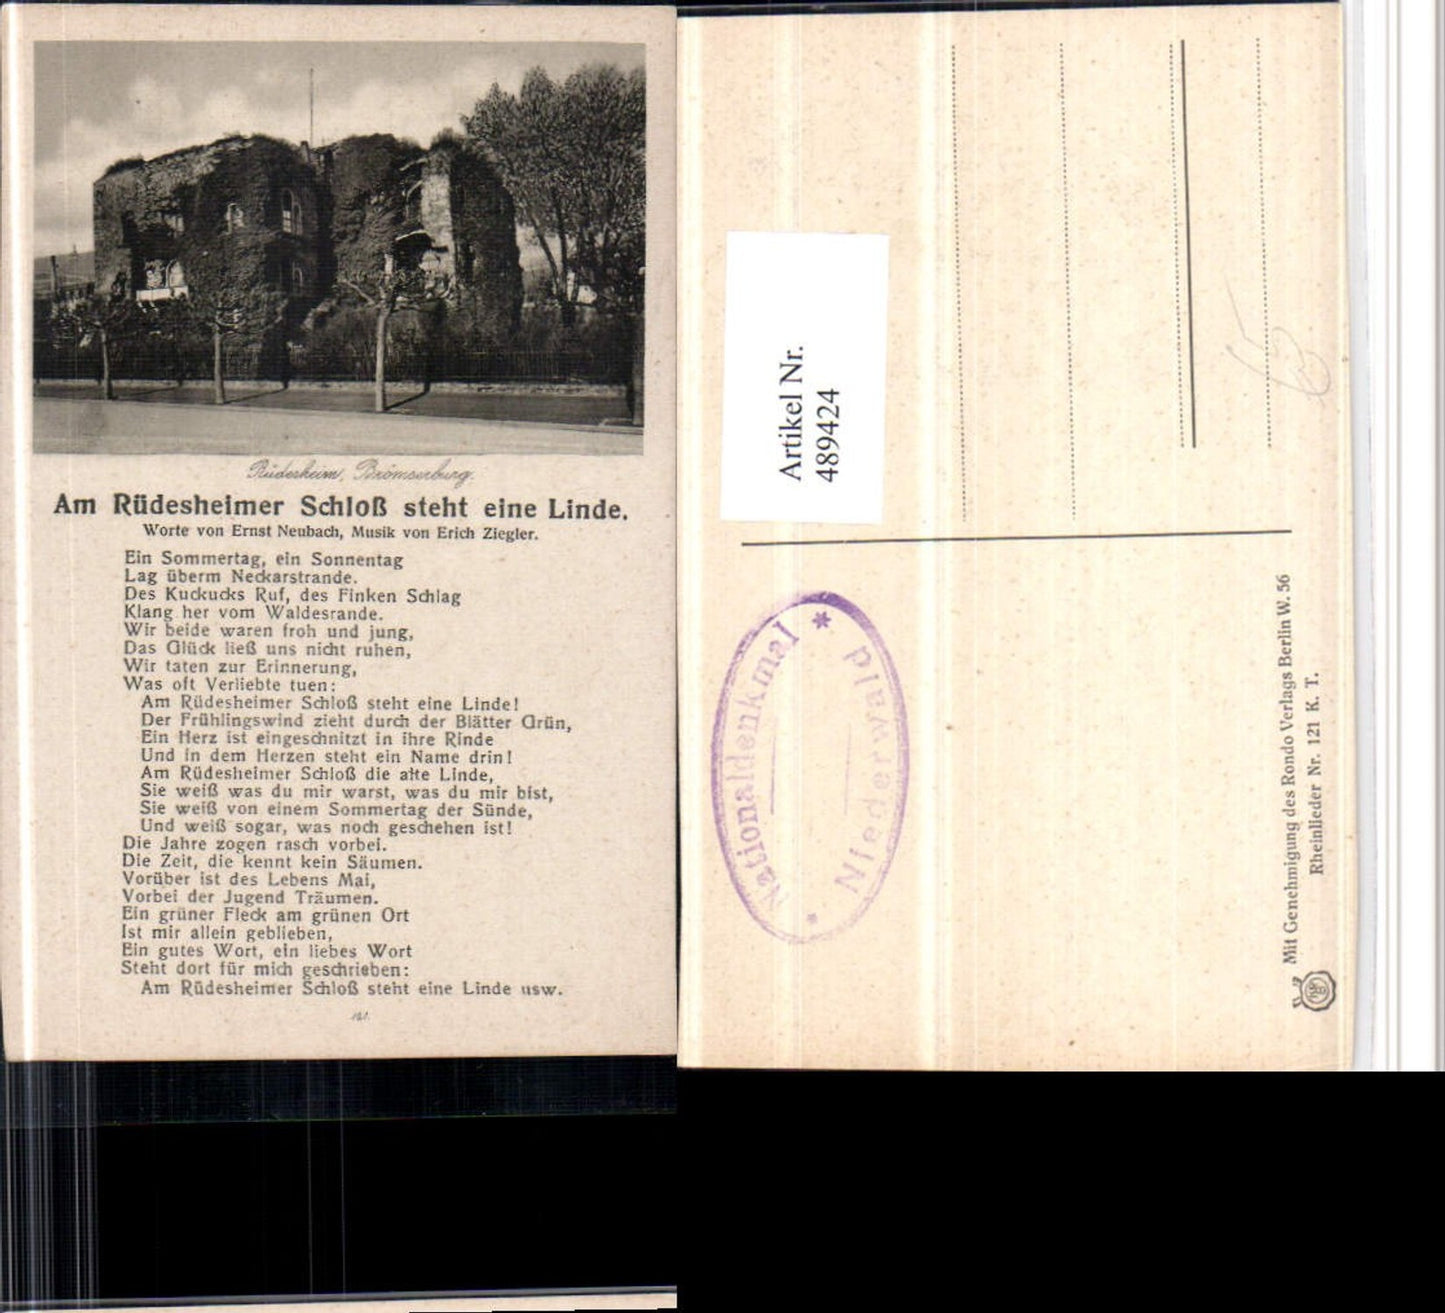 Rüdesheim, Brömserburg.
Am Rüdesheimer Schloß steht eine Linde.
Worte von Ernst Neubach, Musik von Erich Ziegler.
Ein Sommertag, ein Sonnentag
Lag überm Neckarstrande.
Des Kuckucks Ruf, des Finken Schlag
Klang her vom Waldesrande.
Wir beide waren froh und jung,
Das Glück ließ uns nicht ruhen,
Wir taten zur Erinnerung,
Was oft Verliebte tuen:
Am Rüdesheimer Schloß steht eine Linde!
Der Frühlingswind zieht durch der Blätter Grün,
Ein Herz ist eingeschnitzt in ihre Rinde
Und in dem Herzen steht ein Name drin!
Am Rüdesheimer Schloß die alte Linde,
Sie weiß was du mir warst, was du mir bist,
Sie weiß von einem Sommertag der Sünde,
Und weiß sogar, was noch geschehen ist!
Die Jahre zogen rasch vorbei.
Die Zeit, die kennt kein Säumen.
Vorüber ist des Lebens Mai,
Vorbei der Jugend Träumen.
Ein grüner Fleck am grünen Ort
Ist mir allein geblieben,
Ein gutes Wort, ein liebes Wort
Steht dort für mich geschrieben:
Am Rüdesheimer Schloß steht eine Linde usw.
121.
Artikel Nr.
489424
Nationaldenkmal
* Niederwald *
Mit Genehmigung des Rondo Verlags Berlin W. 56
Rheinlieder Nr. 121 K. T.